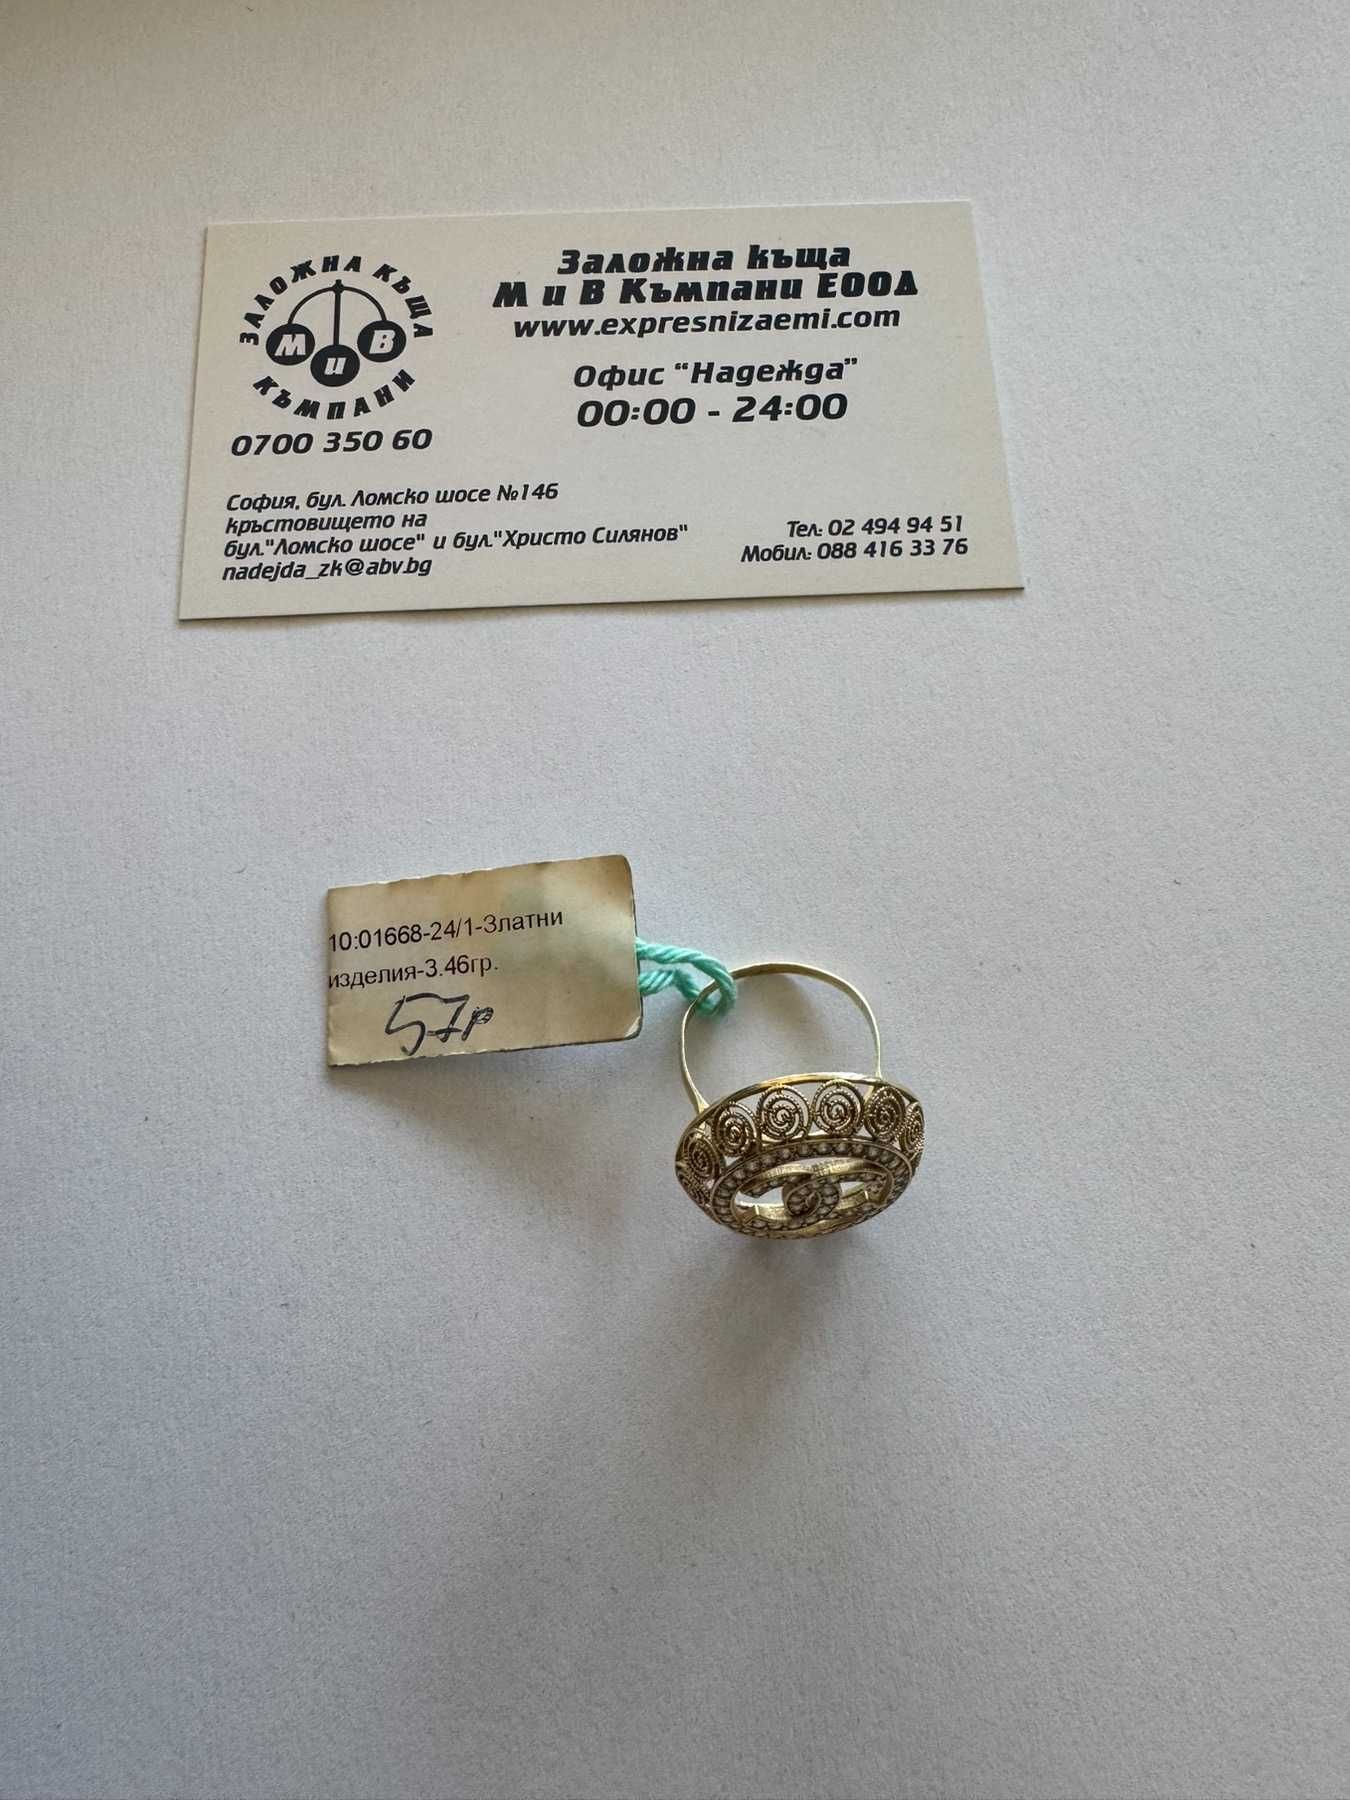 ЗАЛОЖНА КЪЩА
М и В
КЪМПАНИ
0700 350 60
Заложна къща
М и В Къмпани ЕООД
www.expresnizaemi.com
Офис “Надежда”
00:00 - 24:00
София, бул. Ломско шосе №146
кръстовището на
бул."Ломско шосе" и бул."Христо Силянов"
nadejda_zk@abv.bg
Тел: 02 494 94 51
Мобил: 088 416 33 76
10:01668-24/1-Златни
изделия-3.46гр.
57р